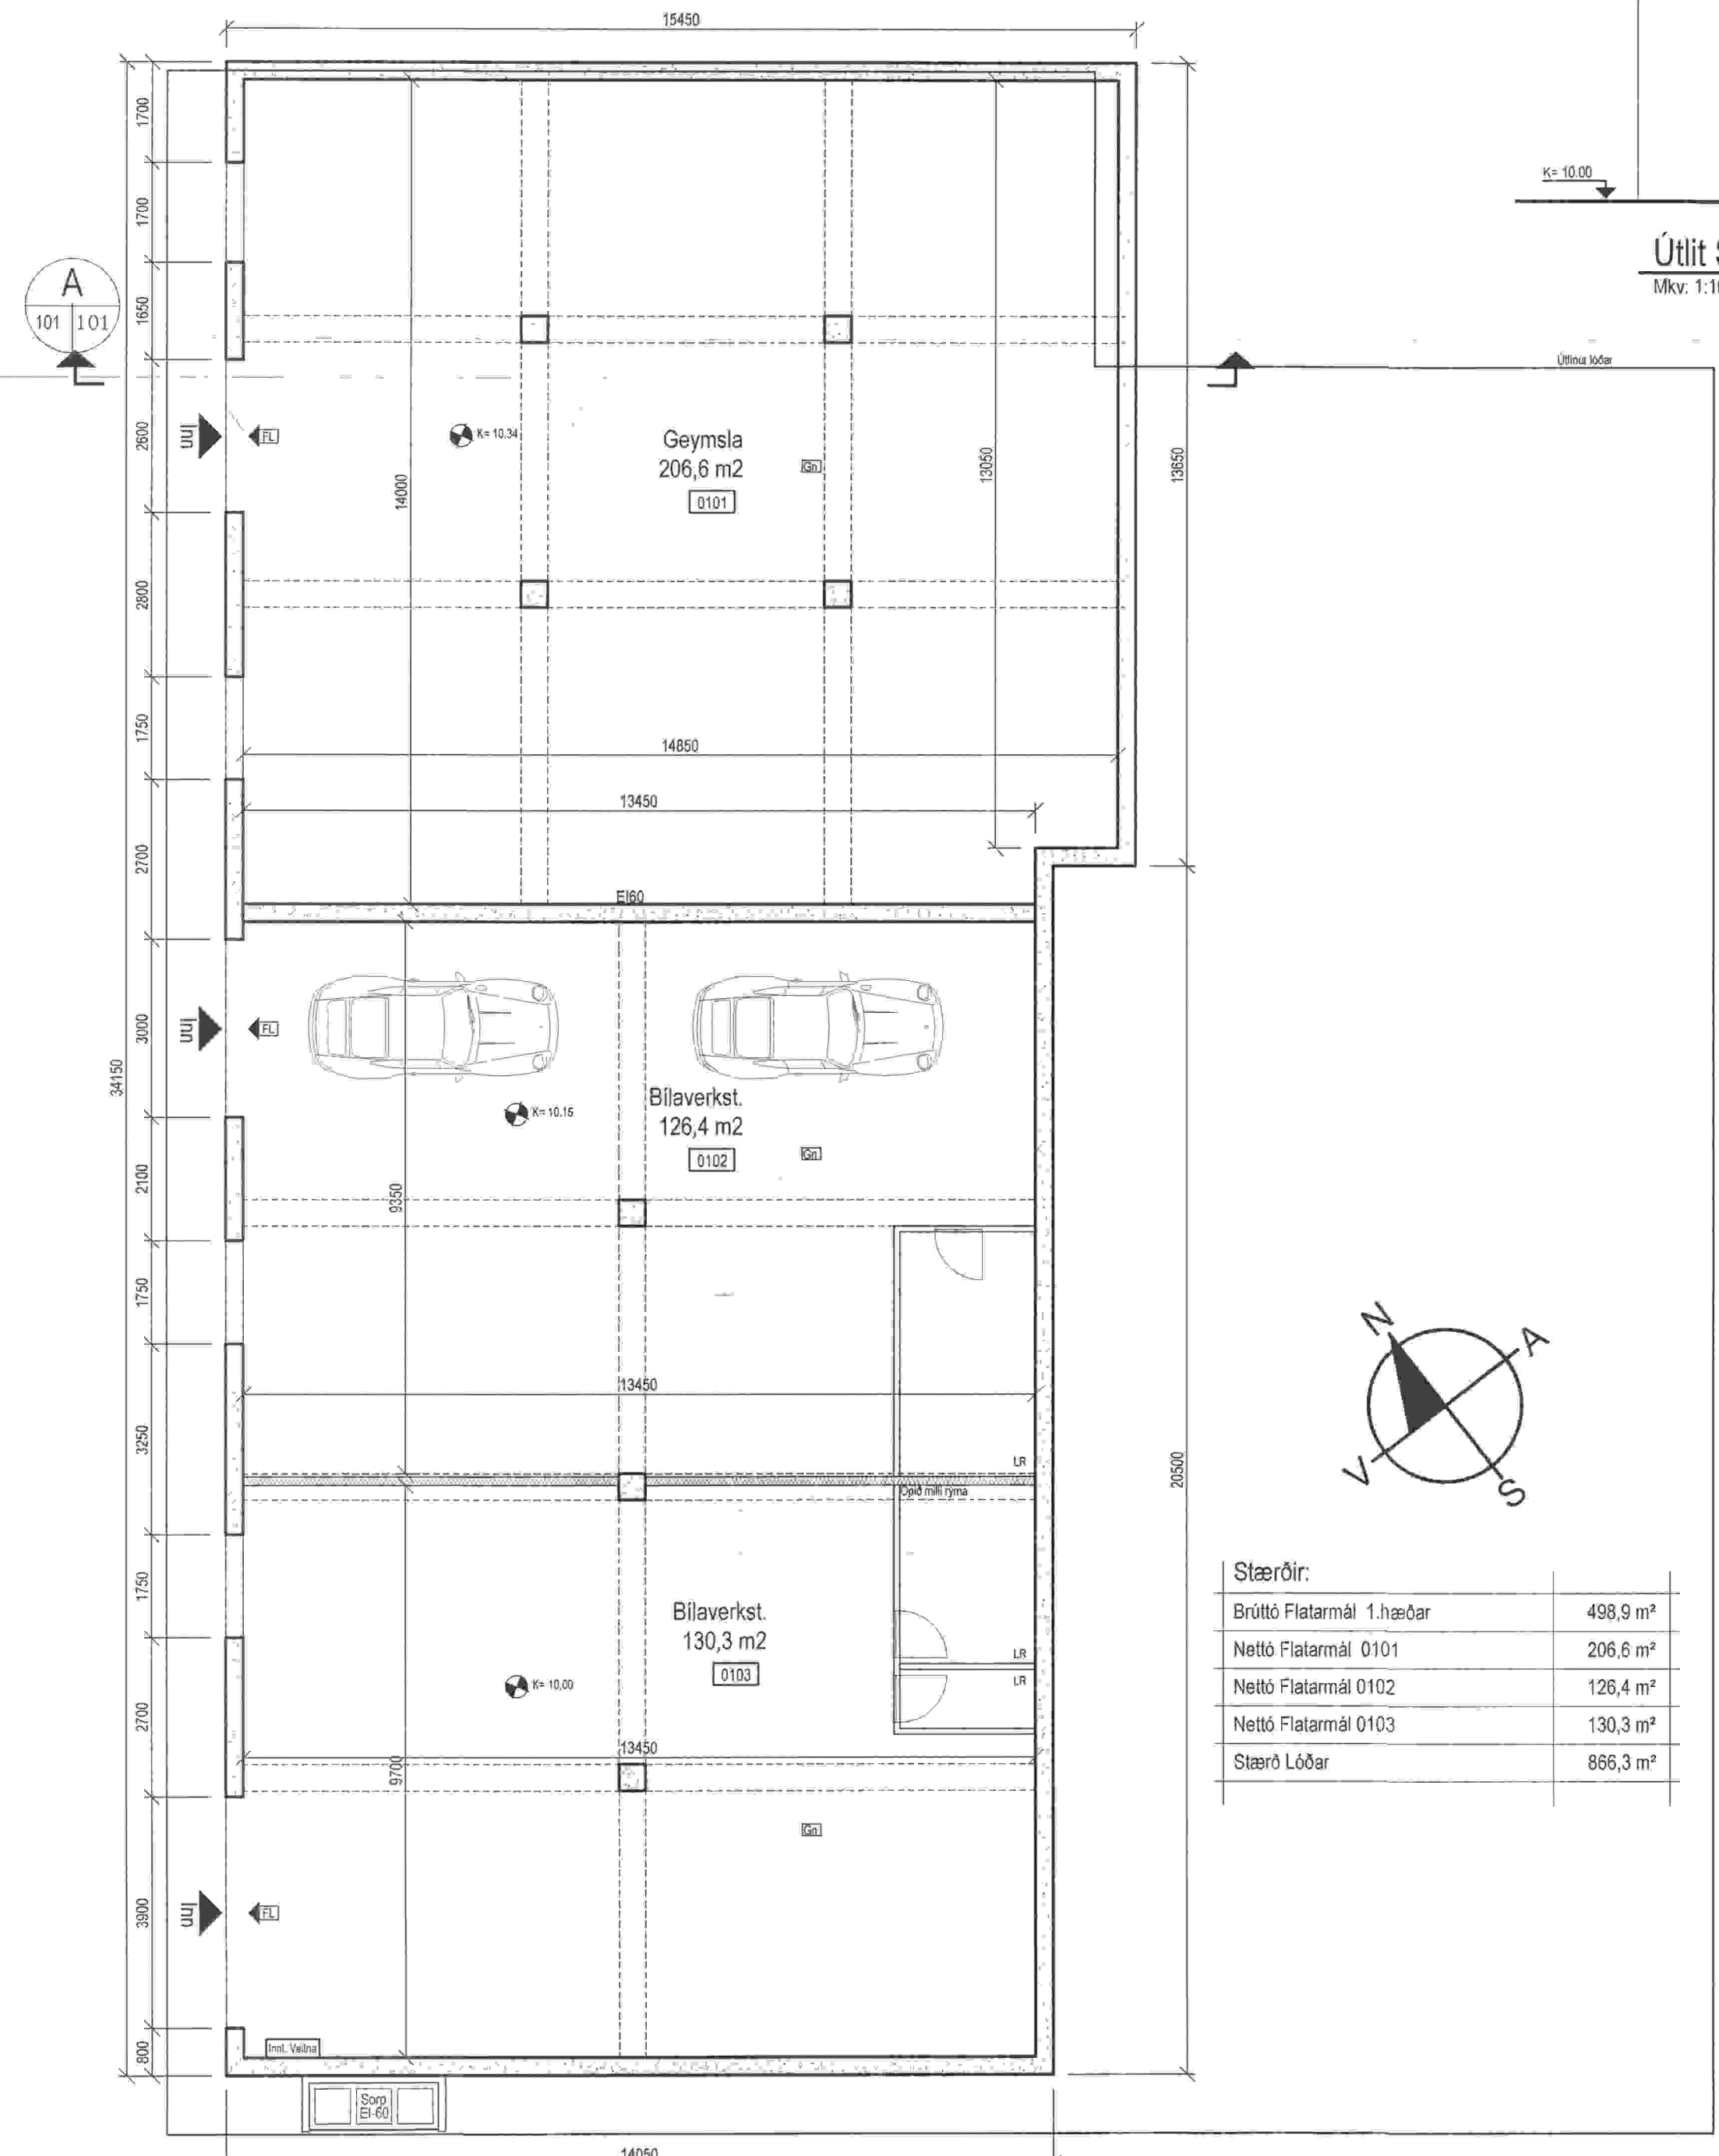 15450
1700
1700
1650
2600
2800
1750
2700
3000
2100
1750
3250
1750
2700
3900
800
34150
A
101 101
Inn
FL
K= 10.34
Geymsla
206,6 m2
0101
Gn
14000
13050
13650
14850
13450
EI60
K= 10.00
Útlit
Mkv:
Útlínur lóðar
Inn
FL
K= 10.15
Bílaverkst.
126,4 m2
0102
Gn
9350
13450
LR
Opið milli rýma
20500
Bílaverkst.
130,3 m2
0103
K= 10,00
LR
LR
13450
9700
Gn
Inn
FL
Innt. Veitna
Sorp
EI-60
14050
N
A
V
S
Stærðir:
Brúttó Flatarmál 1.hæðar 498,9 m²
Nettó Flatarmál 0101 206,6 m²
Nettó Flatarmál 0102 126,4 m²
Nettó Flatarmál 0103 130,3 m²
Stærð Lóðar 866,3 m²